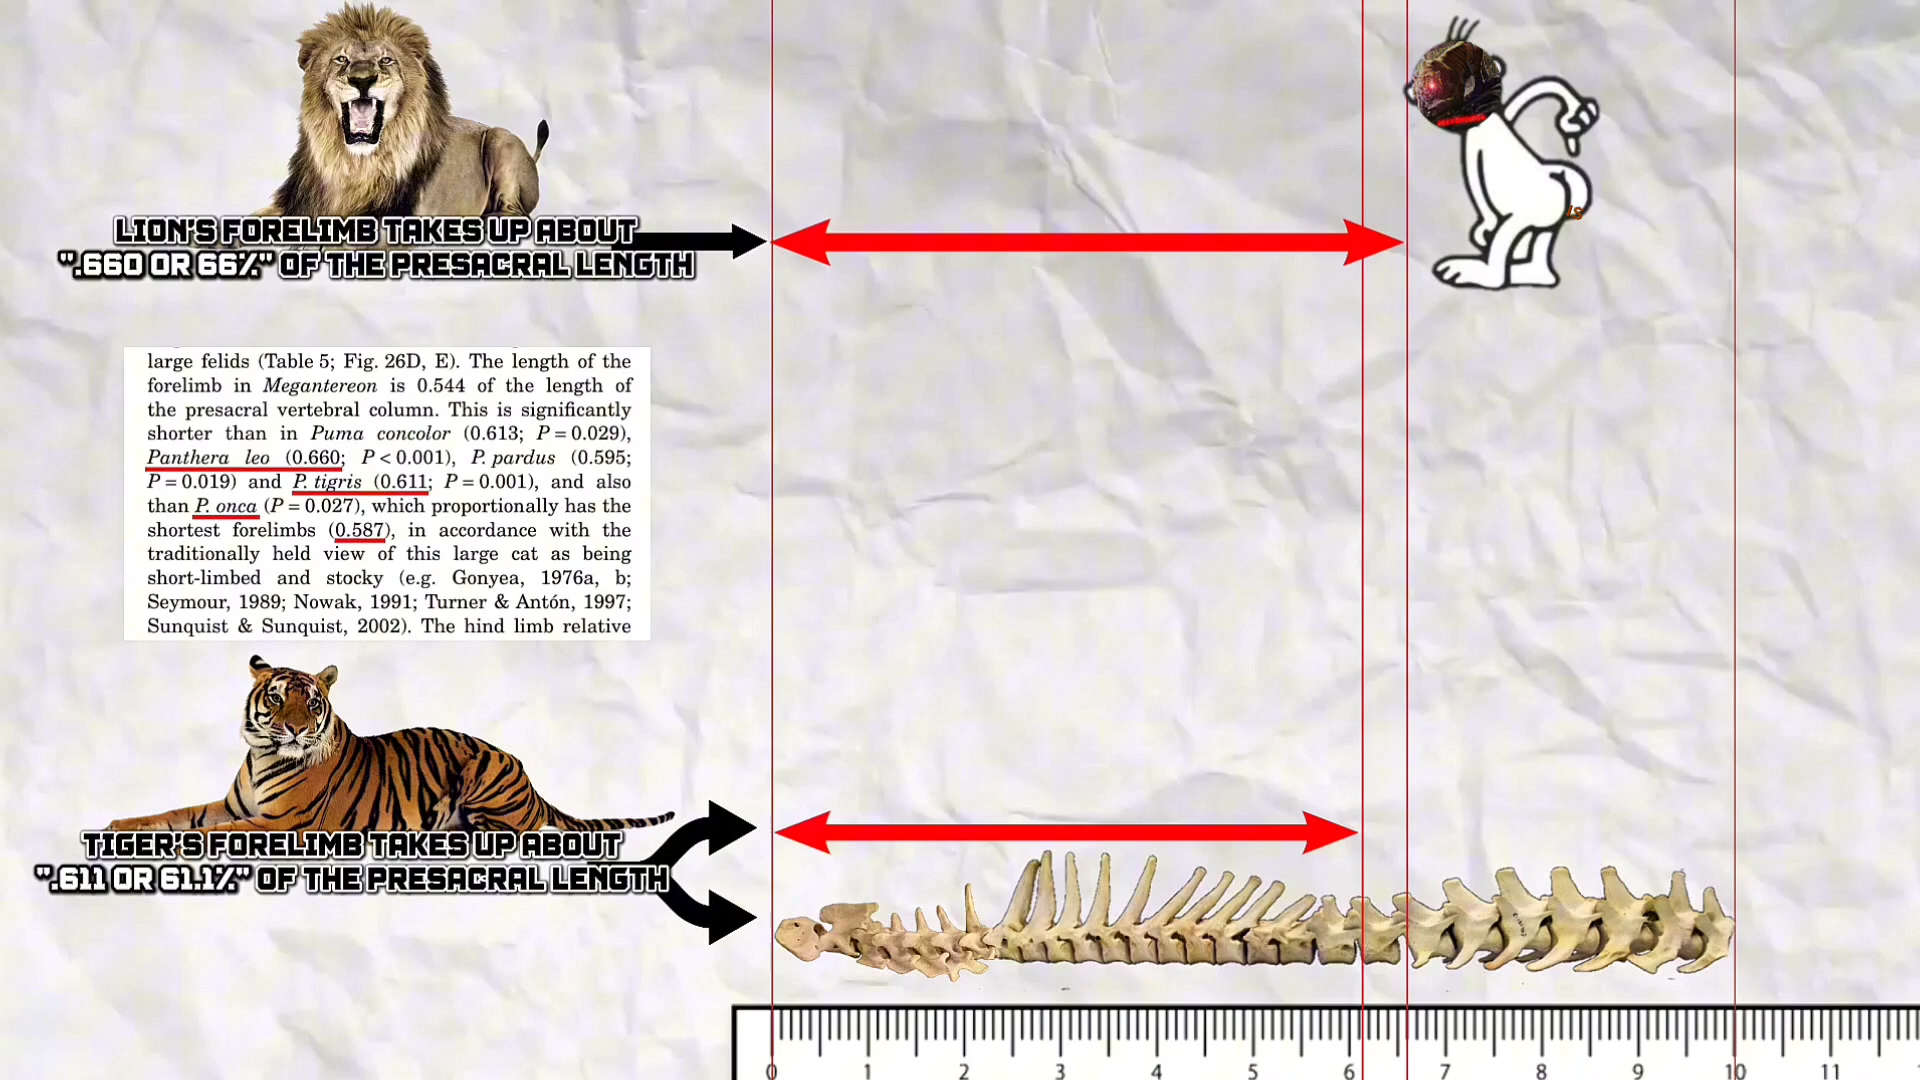 LION'S FORELIMB TAKES UP ABOUT
".660 OR 66%" OF THE PRESACRAL LENGTH
large felids (Table 5; Fig. 26D, E). The length of the
forelimb in Megantereon is 0.544 of the length of
the presacral vertebral column. This is significantly
shorter than in Puma concolor (0.613; P = 0.029),
Panthera leo (0.660; P < 0.001), P. pardus (0.595;
P = 0.019) and P. tigris (0.611; P = 0.001), and also
than P. onca (P = 0.027), which proportionally has the
shortest forelimbs (0.587), in accordance with the
traditionally held view of this large cat as being
short-limbed and stocky (e.g. Gonyea, 1976a, b;
Seymour, 1989; Nowak, 1991; Turner & Antón, 1997;
Sunquist & Sunquist, 2002). The hind limb relative
TIGER'S FORELIMB TAKES UP ABOUT
".611 OR 61.1%" OF THE PRESACRAL LENGTH
0 1 2 3 4 5 6 7 8 9 10 11